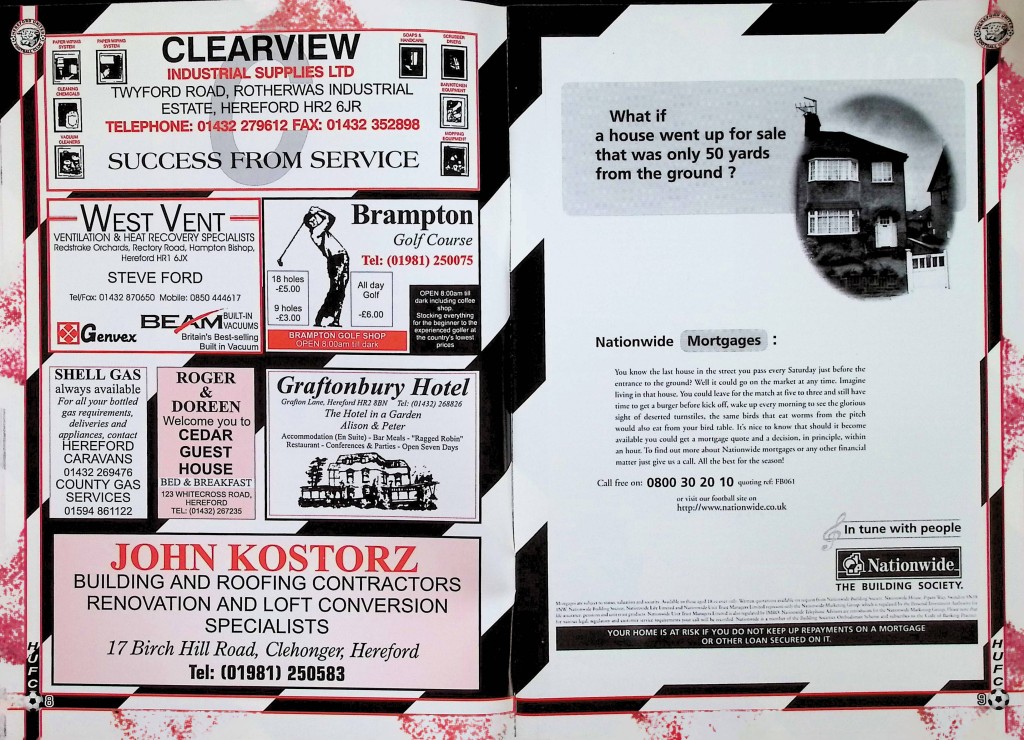 PAPER WIPING
SYSTEM
PAPER WIPING
SYSTEM
CLEANING
CHEMICALS
VACUUM
CLEANERS
CLEARVIEW
INDUSTRIAL SUPPLIES LTD
TWYFORD ROAD, ROTHERWAS INDUSTRIAL
ESTATE, HEREFORD HR2 6JR
TELEPHONE: 01432 279612 FAX: 01432 352898
SUCCESS FROM SERVICE
SOAPS &
SCRUBBER
DRIERS
EQUIPMENT
MOPPING
EQUIPMENT
WEST VENT
VENTILATION & HEAT RECOVERY SPECIALISTS
Redstrake Orchards, Rectory Road, Hampton Bishop,
Hereford HR1 6JX
STEVE FORD
Tel/Fax: 01432 870650 Mobile: 0850 444617
Genvex
BEAM BUILT-IN
VACUUMS
Britain's Best-selling
Built in Vacuum
Brampton
Golf Course
Tel: (01981) 250075
18 holes
-£5.00
9 holes
-£3.00
All day
Golf
-£6.00
OPEN 8:00am till
dark including coffee
shop.
Stocking everything
for the beginner to the
experienced golfer at
the country's lowest
prices
BRAMPTON GOLF SHOP
OPEN 8.00am till dark
SHELL GAS
always available
For all your bottled
gas requirements,
deliveries and
appliances, contact
HEREFORD
CARAVANS
01432 269476
COUNTY GAS
SERVICES
01594 861122
ROGER
&
DOREEN
Welcome you to
CEDAR
GUEST
HOUSE
BED & BREAKFAST
123 WHITECROSS ROAD,
HEREFORD
TEL: (01432) 267235
Graftonbury Hotel
Grafton Lane, Hereford HR2 8BN Tel: (01432) 268826
The Hotel in a Garden
Alison & Peter
Accommodation (En Suite) - Bar Meals - "Ragged Robin"
Restaurant - Conferences & Parties - Open Seven Days
JOHN KOSTORZ
BUILDING AND ROOFING CONTRACTORS
RENOVATION AND LOFT CONVERSION
SPECIALISTS
17 Birch Hill Road, Clehonger, Hereford
Tel: (01981) 250583
HUFC
8
What if
a house went up for sale
that was only 50 yards
from the ground ?
Nationwide Mortgages :
You know the last house in the street you pass every Saturday just before the
entrance to the ground? Well it could go on the market at any time. Imagine
living in that house. You could leave for the match at five to three and still have
time to get a burger before kick off, wake up every morning to see the glorious
sight of deserted turnstiles, the same birds that eat worms from the pitch
would also eat from your bird table. It's nice to know that should it become
available you could get a mortgage quote and a decision, in principle, within
an hour. To find out more about Nationwide mortgages or any other financial
matter just give us a call. All the best for the season!
Call free on: 0800 30 20 10 quoting ref: FB061
or visit our football site on
http://www.nationwide.co.uk
In tune with people
Nationwide
THE BUILDING SOCIETY.
YOUR HOME IS AT RISK IF YOU DO NOT KEEP UP REPAYMENTS ON A MORTGAGE
OR OTHER LOAN SECURED ON IT.
HUFC
9